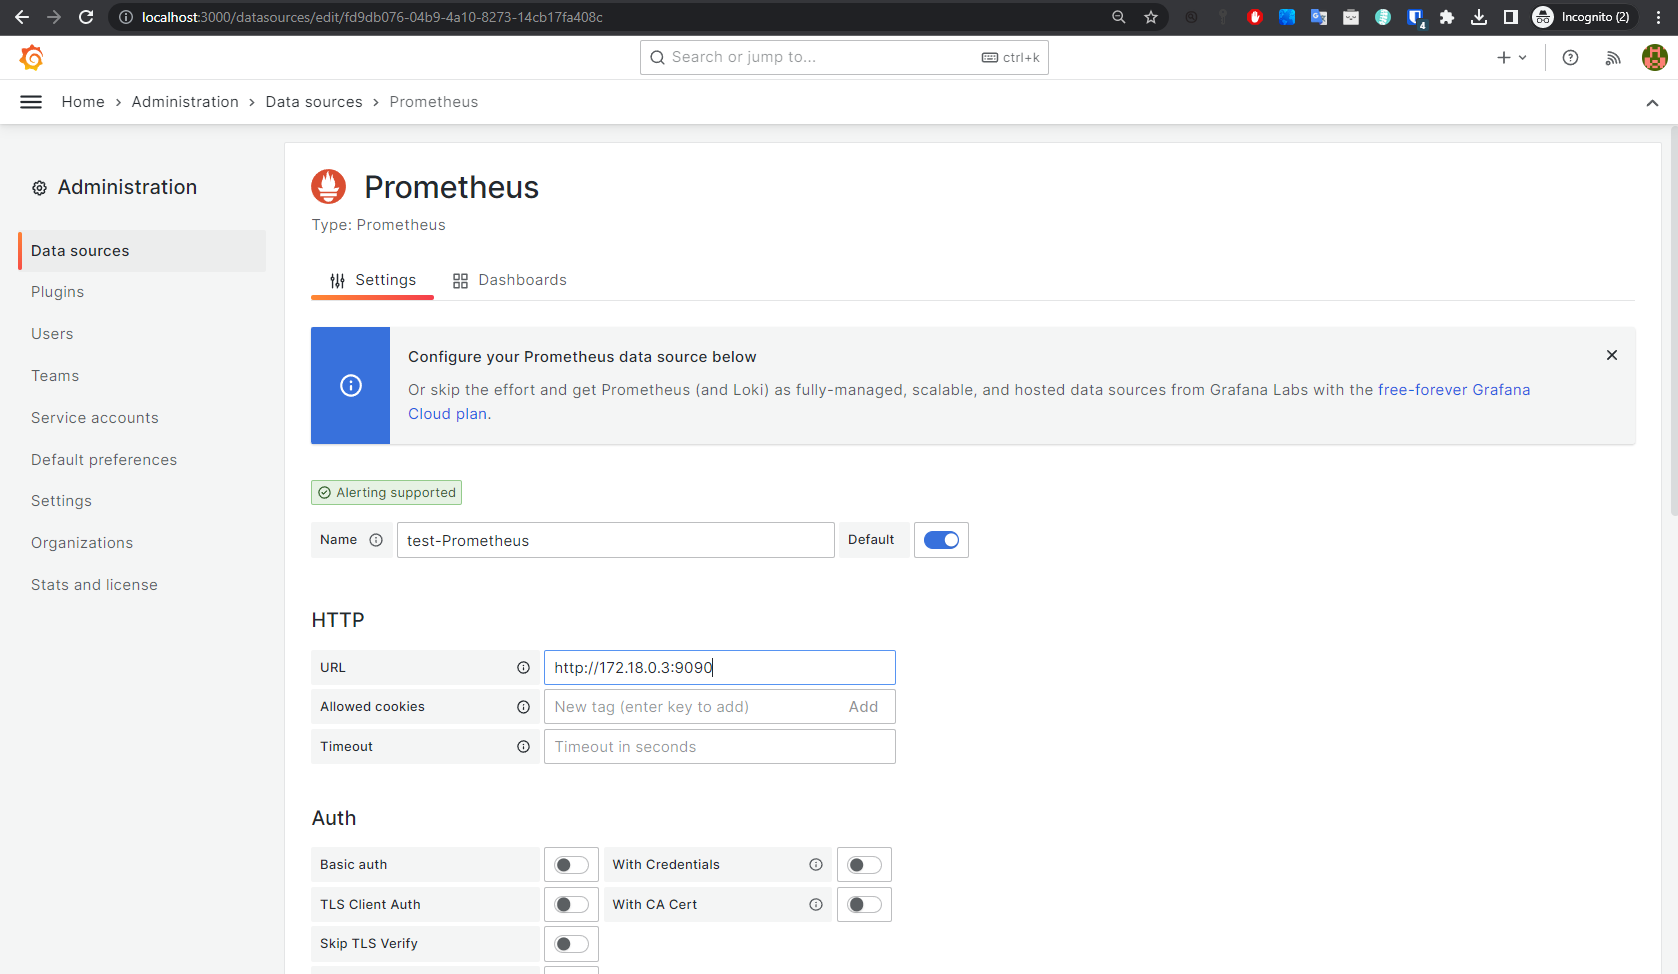 localhost:3000/datasources/edit/fd9db076-04b9-4a10-8273-14cb17fa408c
4
Incognito (2)
Search or jump to...
ctrl+k
Home › Administration › Data sources › Prometheus
Administration
Data sources
Plugins
Users
Teams
Service accounts
Default preferences
Settings
Organizations
Stats and license
Prometheus
Type: Prometheus
Settings
Dashboards
Configure your Prometheus data source below
Or skip the effort and get Prometheus (and Loki) as fully-managed, scalable, and hosted data sources from Grafana Labs with the free-forever Grafana
Cloud plan.
Alerting supported
Name
test-Prometheus
Default
HTTP
URL
http://172.18.0.3:9090
Allowed cookies
New tag (enter key to add)
Add
Timeout
Timeout in seconds
Auth
Basic auth
With Credentials
TLS Client Auth
With CA Cert
Skip TLS Verify